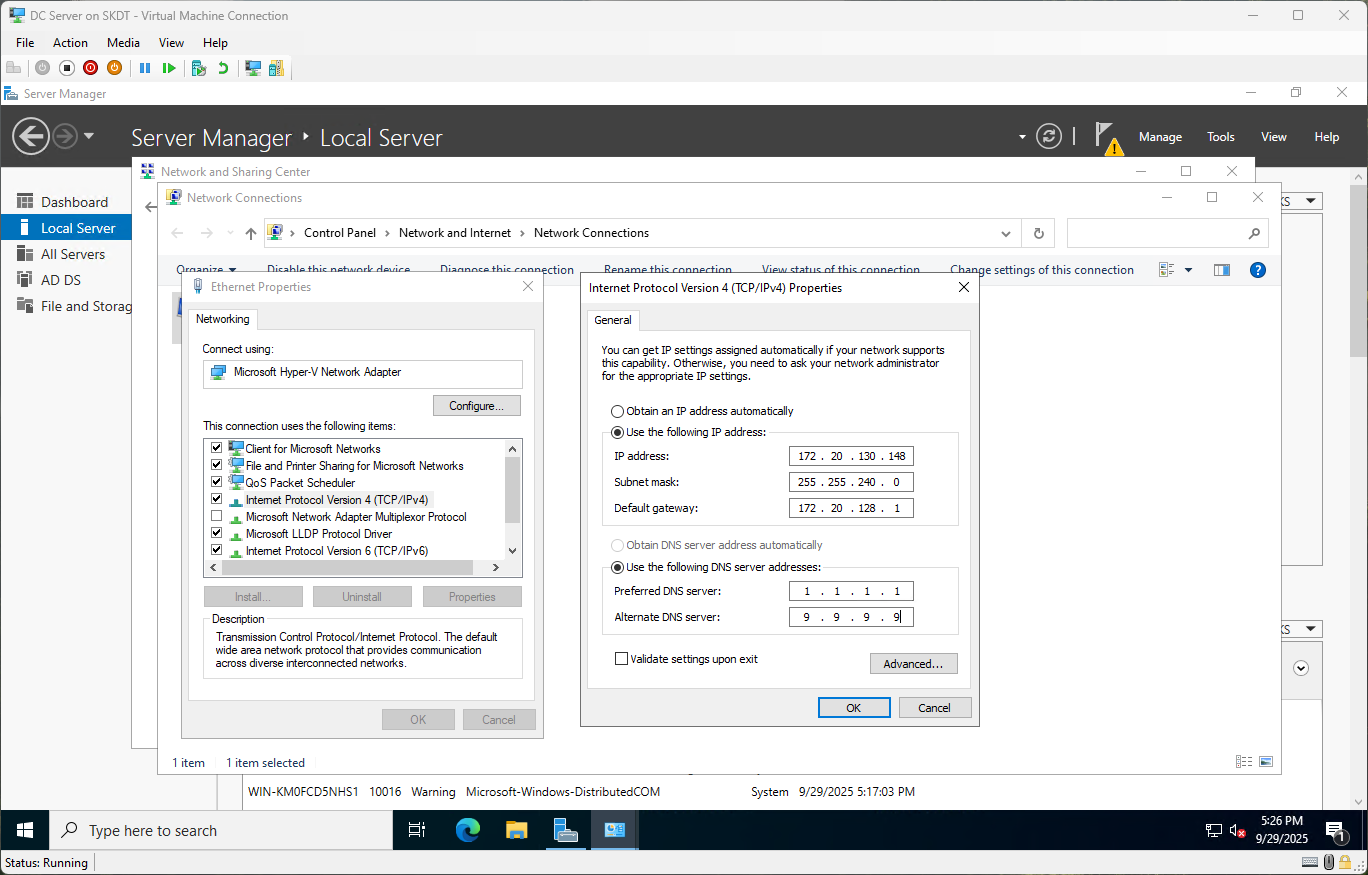 DC Server on SKDT - Virtual Machine Connection
File Action Media View Help
Server Manager
Server Manager Local Server
Manage Tools View Help
Network and Sharing Center
Network Connections
Control Panel Network and Internet Network Connections
Organize Disable this network device Diagnose this connection Rename this connection View status of this connection Change settings of this connection
Dashboard
Local Server
All Servers
AD DS
File and Storag
Ethernet Properties
Networking
Connect using:
Microsoft Hyper-V Network Adapter
Configure...
This connection uses the following items:
Client for Microsoft Networks
File and Printer Sharing for Microsoft Networks
QoS Packet Scheduler
Internet Protocol Version 4 (TCP/IPv4)
Microsoft Network Adapter Multiplexor Protocol
Microsoft LLDP Protocol Driver
Internet Protocol Version 6 (TCP/IPv6)
Install... Uninstall Properties
Description
Transmission Control Protocol/Internet Protocol. The default
wide area network protocol that provides communication
across diverse interconnected networks.
OK Cancel
Internet Protocol Version 4 (TCP/IPv4) Properties
General
You can get IP settings assigned automatically if your network supports
this capability. Otherwise, you need to ask your network administrator
for the appropriate IP settings.
Obtain an IP address automatically
Use the following IP address:
IP address: 172 . 20 . 130 . 148
Subnet mask: 255 . 255 . 240 . 0
Default gateway: 172 . 20 . 128 . 1
Obtain DNS server address automatically
Use the following DNS server addresses:
Preferred DNS server: 1 . 1 . 1 . 1
Alternate DNS server: 9 . 9 . 9 . 9
Validate settings upon exit
Advanced...
OK Cancel
KS
KS
1 item 1 item selected
WIN-KM0FCD5NHS1 10016 Warning Microsoft-Windows-DistributedCOM System 9/29/2025 5:17:03 PM
Type here to search
5:26 PM
9/29/2025
1
Status: Running